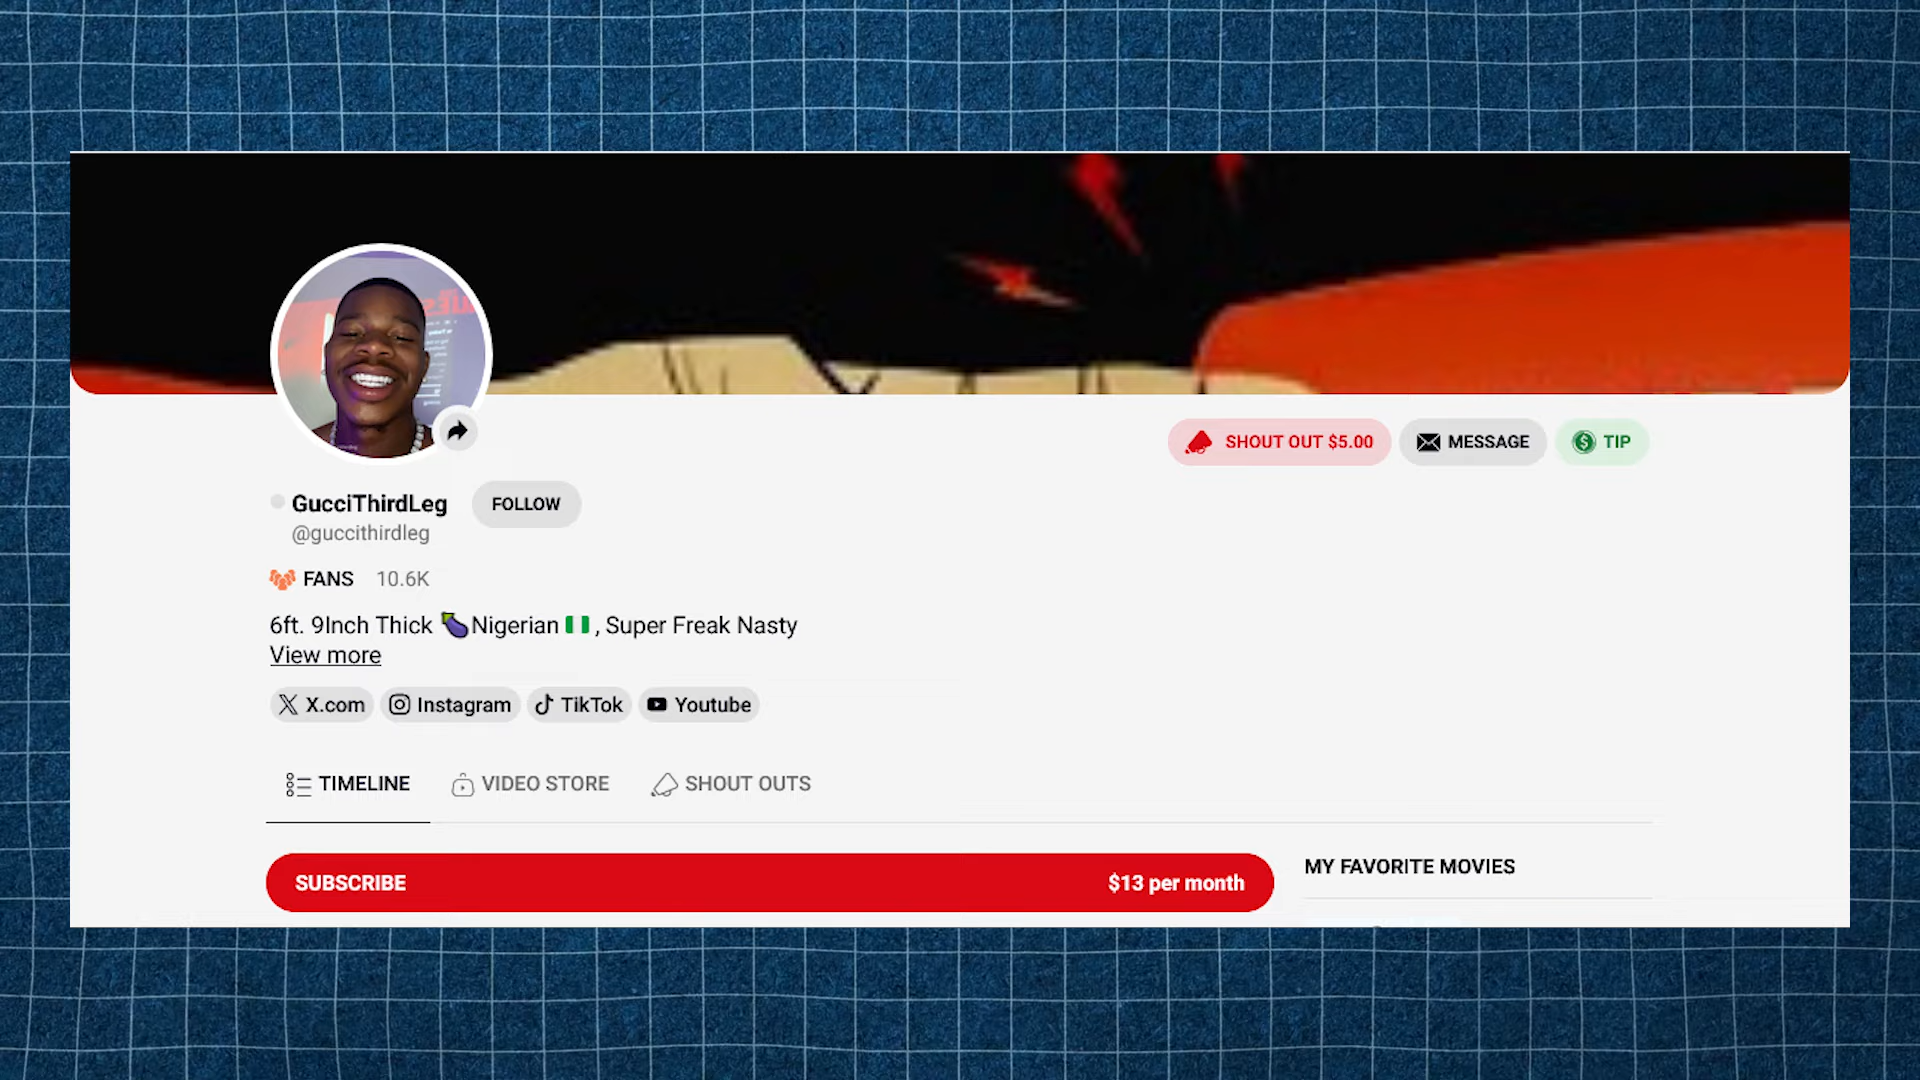 SHOUT OUT $5.00
MESSAGE
TIP
GucciThirdLeg
FOLLOW
@guccithirdleg
FANS 10.6K
6ft. 9Inch Thick 🍆Nigerian 🇳🇬, Super Freak Nasty
View more
X.com
Instagram
TikTok
Youtube
TIMELINE
VIDEO STORE
SHOUT OUTS
SUBSCRIBE $13 per month
MY FAVORITE MOVIES